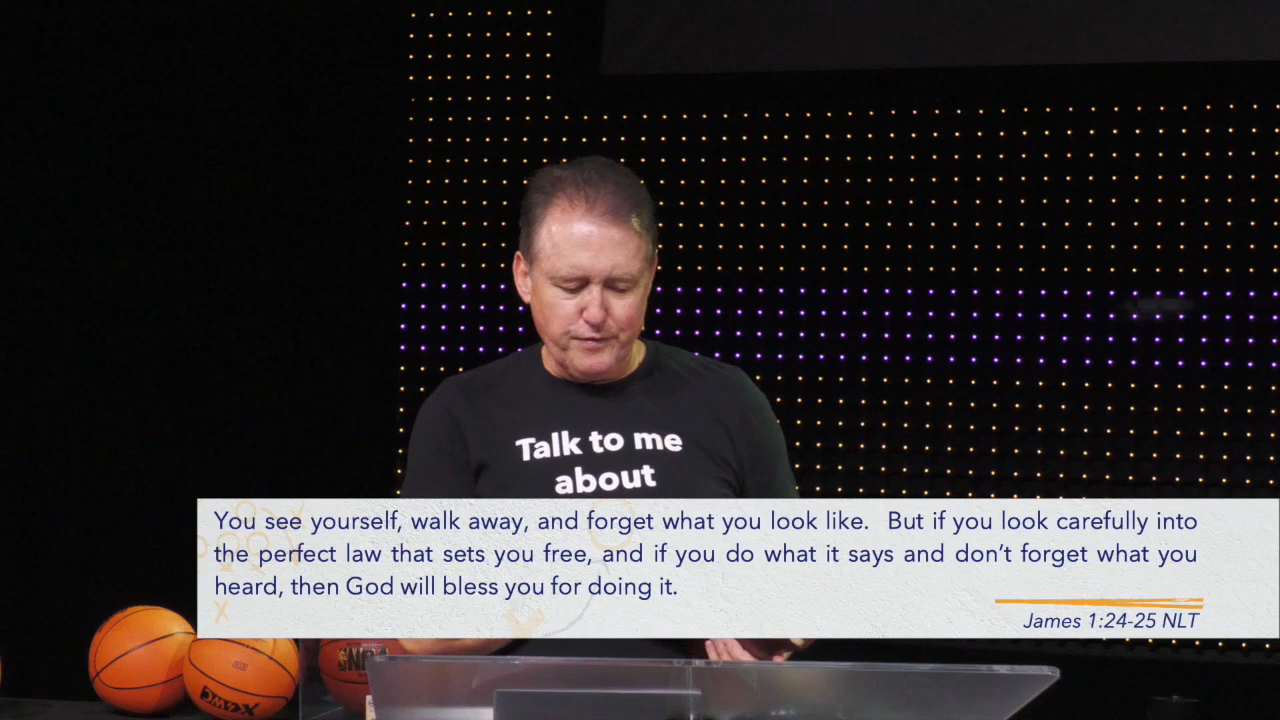 Talk to me
about
You see yourself, walk away, and forget what you look like. But if you look carefully into
the perfect law that sets you free, and if you do what it says and don't forget what you
heard, then God will bless you for doing it.
James 1:24-25 NLT